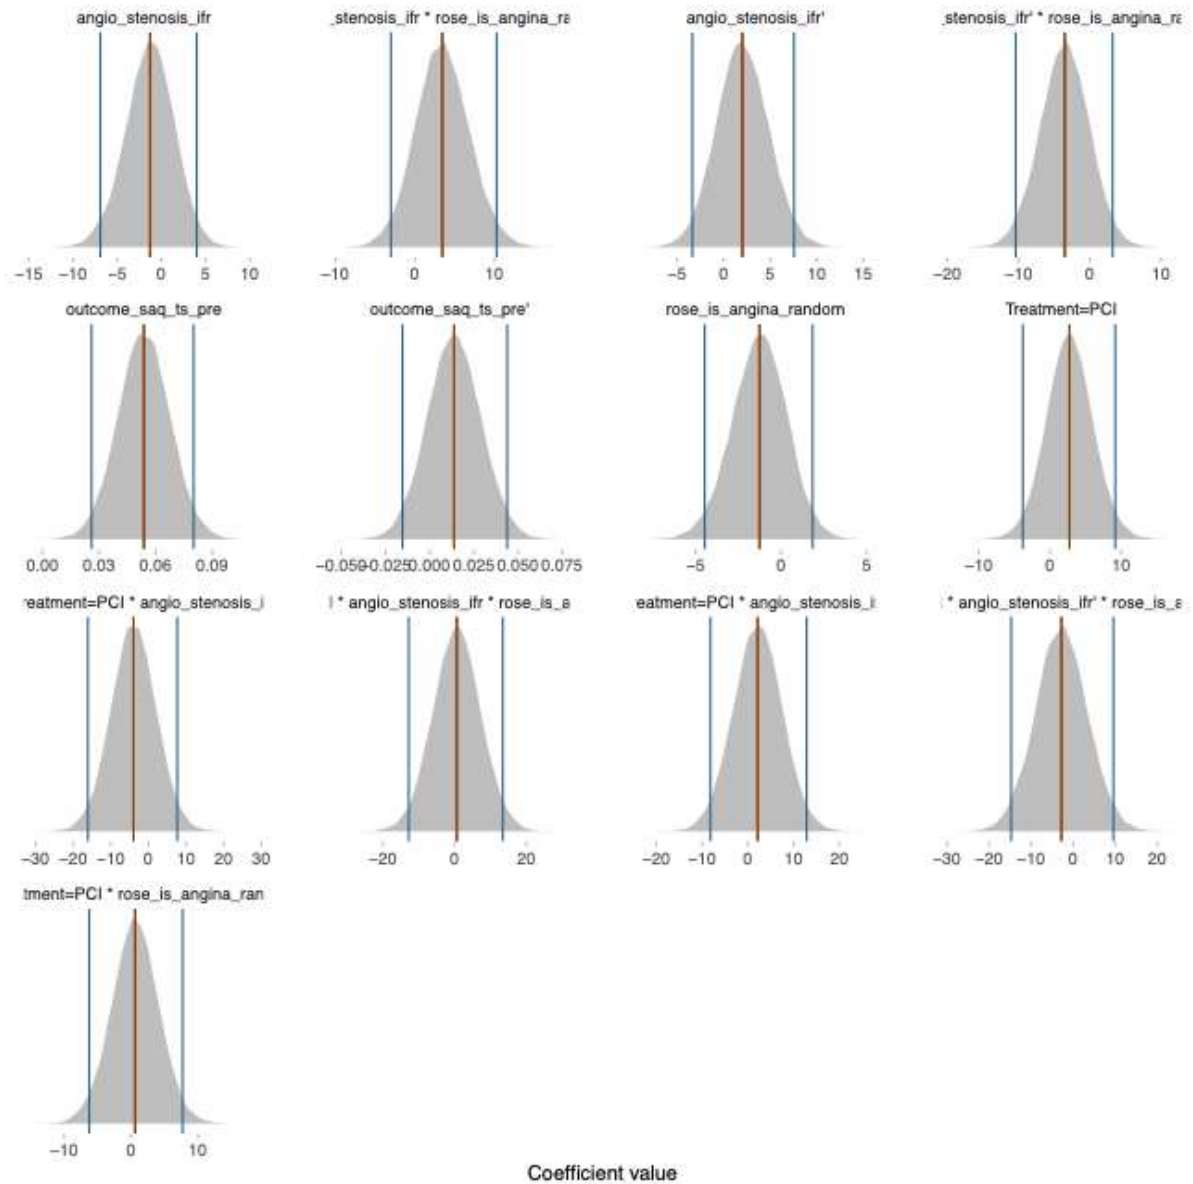 angio_stenosis_ifr _stenosis_ifr * rose_is_angina_ra angio_stenosis_ifr' _stenosis_ifr' * rose_is_angina_ra
−15 −10 −5 0 5 10 −10 0 10 −5 0 5 10 15 −20 −10 0 10
outcome_saq_ts_pre outcome_saq_ts_pre' rose_is_angina_random Treatment=PCI
0.00 0.03 0.06 0.09 −0.050−0.0250.000 0.025 0.050 0.075 −5 0 5 −10 0 10
reatment=PCI * angio_stenosis_i l * angio_stenosis_ifr * rose_is_a eatment=PCI * angio_stenosis_i * angio_stenosis_ifr' * rose_is_a
−30 −20 −10 0 10 20 30 −20 0 20 −20 −10 0 10 20 −30 −20 −10 0 10 20
tment=PCI * rose_is_angina_ran
−10 0 10
Coefficient value